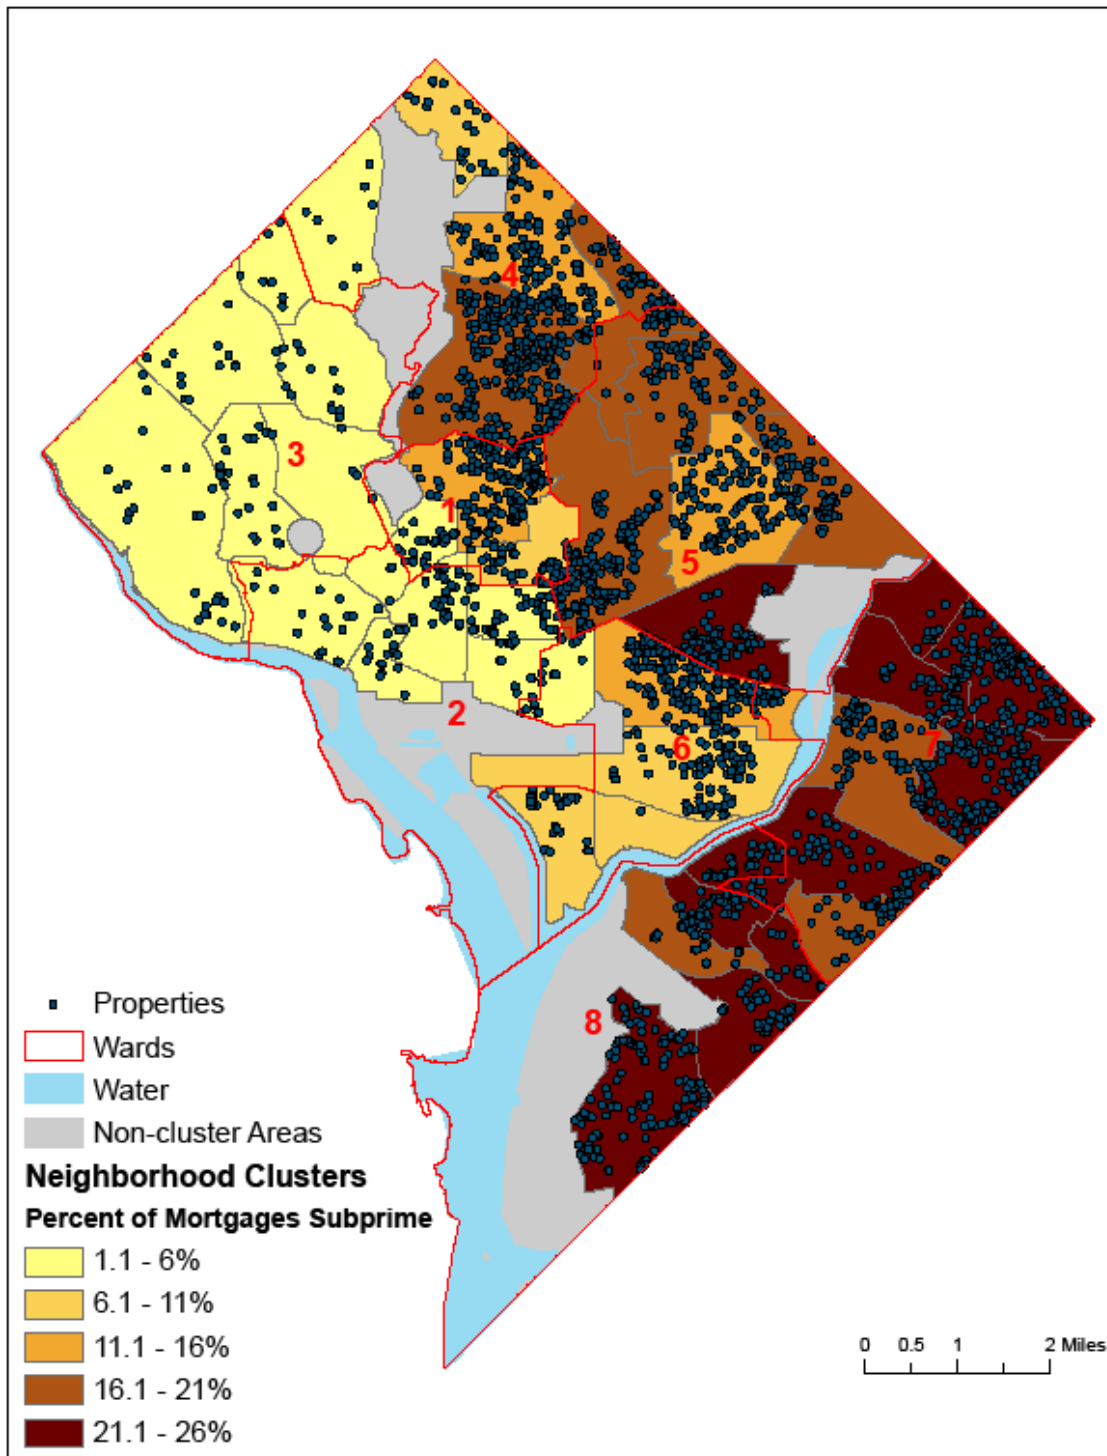 4
3
1
5
2
6
7
8
Properties
Wards
Water
Non-cluster Areas
Neighborhood Clusters
Percent of Mortgages Subprime
1.1 - 6%
6.1 - 11%
11.1 - 16%
16.1 - 21%
21.1 - 26%
0 0.5 1 2 Miles